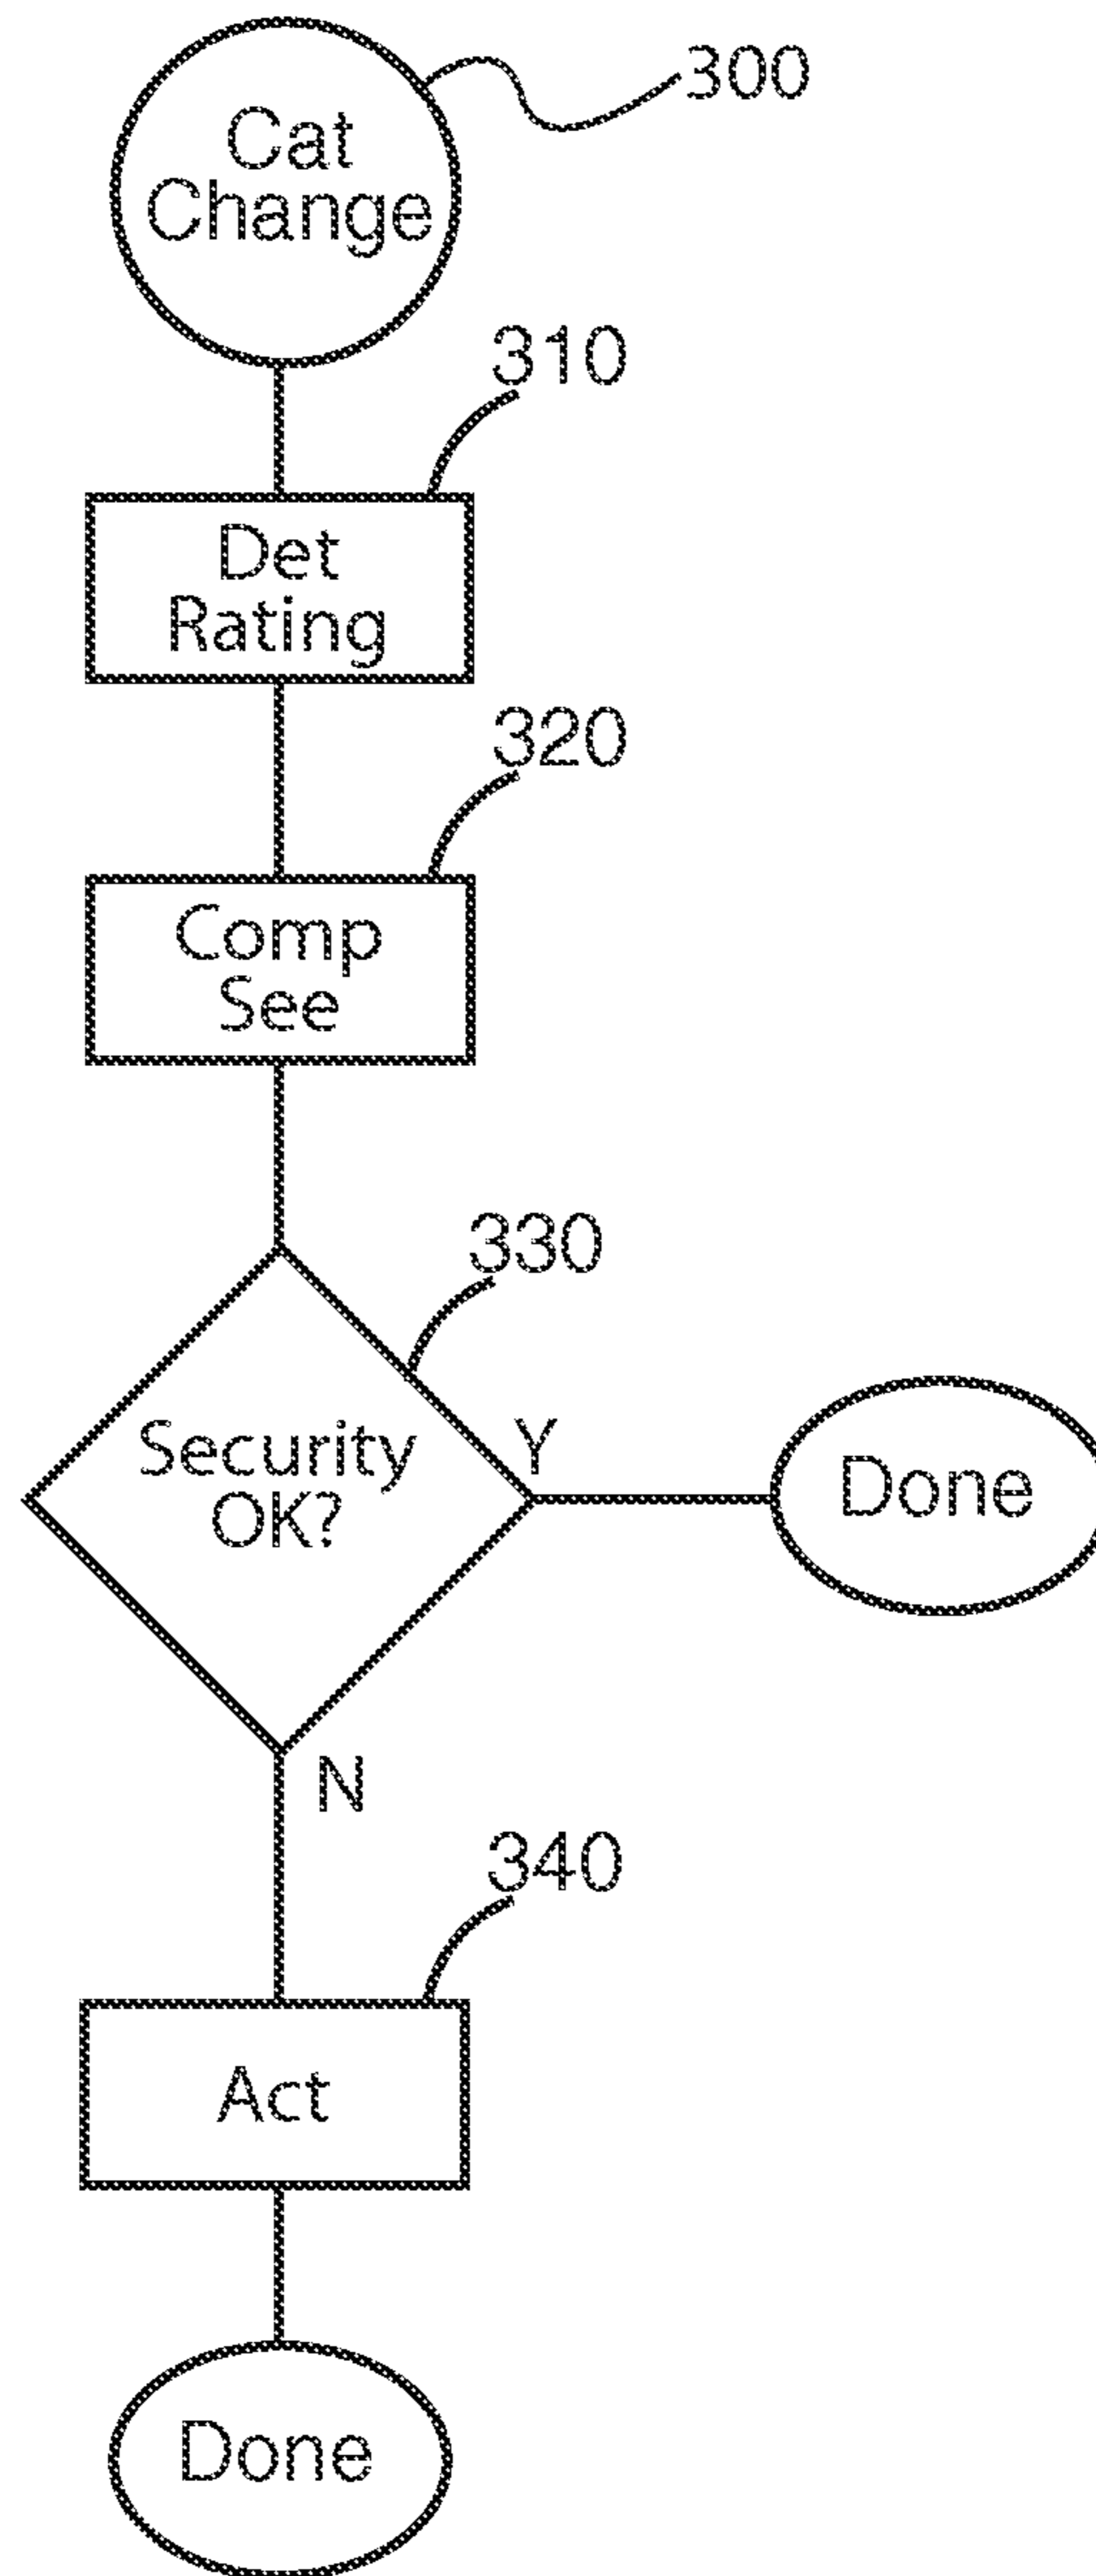 300
Cat
Change
310
Det
Rating
320
Comp
See
330
Security
OK?
Y
Done
N
340
Act
Done